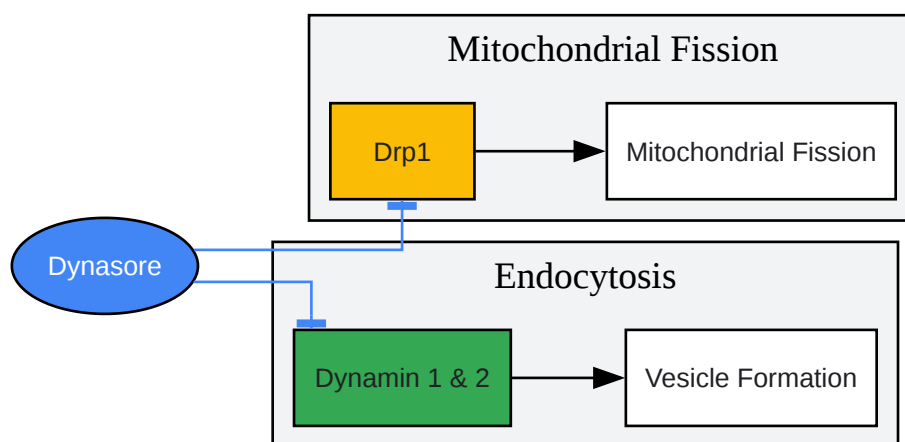 Mitochondrial Fission
Drp1
Mitochondrial Fission
Dynasore
Endocytosis
Dynamin 1 & 2
Vesicle Formation